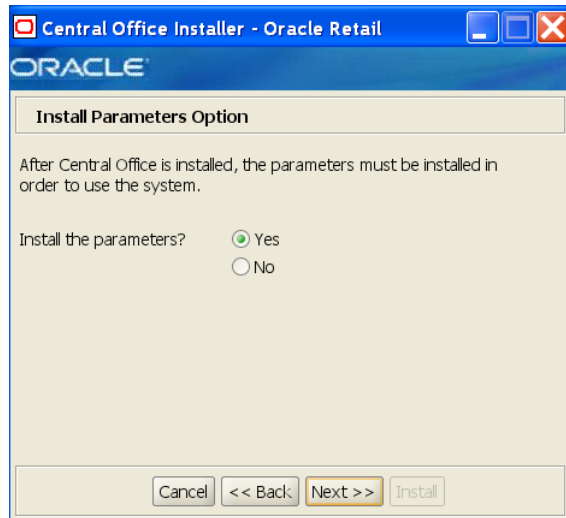 Central Office Installer - Oracle Retail
ORACLE
Install Parameters Option
After Central Office is installed, the parameters must be installed in
order to use the system.
Install the parameters? Yes
No
Cancel << Back Next >> Install